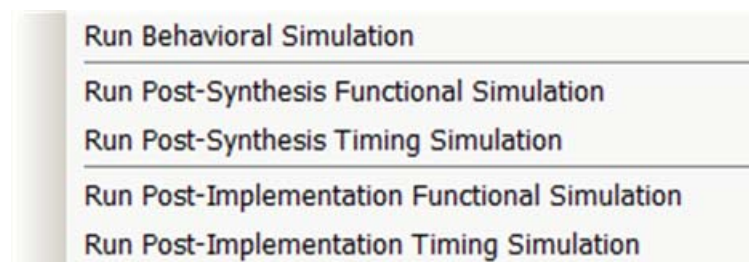 Run Behavioral Simulation
Run Post-Synthesis Functional Simulation
Run Post-Synthesis Timing Simulation
Run Post-Implementation Functional Simulation
Run Post-Implementation Timing Simulation